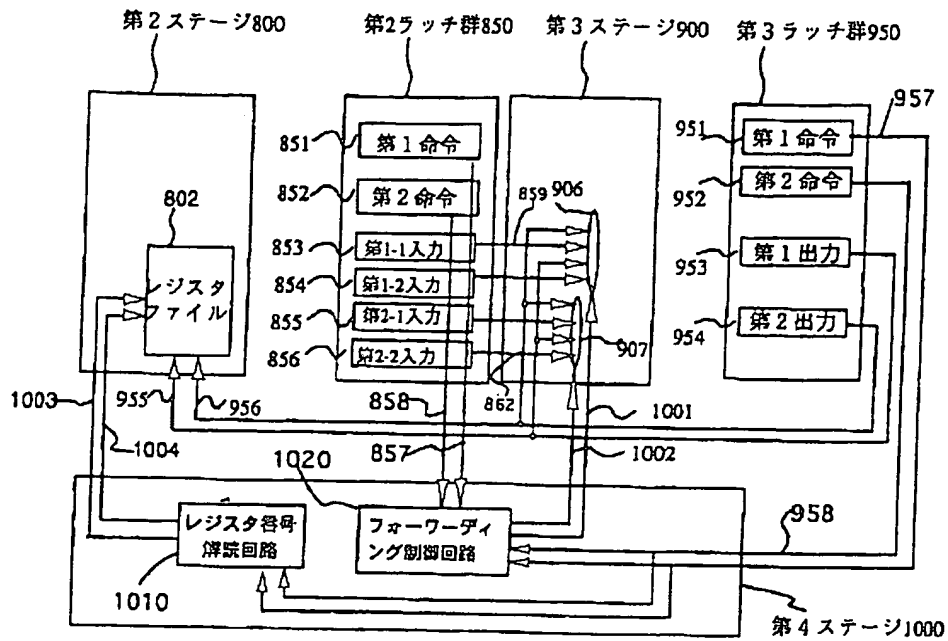 第2ステージ800
第2ラッチ群850
第3ステージ900
第3ラッチ群950
957
851
第1命令
852
第2命令
853
第1-1入力
854
第1-2入力
855
第2-1入力
856
第2-2入力
859
906
907
862
951
第1命令
952
第2命令
953
第1出力
954
第2出力
802
レジスタ
ファイル
1003
955
956
1004
858
857
1001
1002
1020
レジスタ番号
解読回路
フォーワーディ
ング制御回路
958
1010
第4ステージ1000